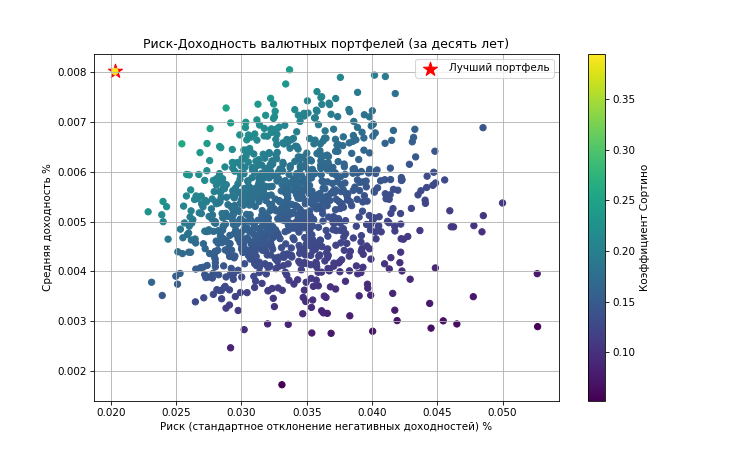 Риск-Доходность валютных портфелей (за десять лет)
Лучший портфель
0.008
0.007
0.006
0.005
0.004
0.003
0.002
Средняя доходность %
0.020 0.025 0.030 0.035 0.040 0.045 0.050
Риск (стандартное отклонение негативных доходностей) %
0.35
0.30
0.25
0.20
0.15
0.10
Коэффициент Сортино